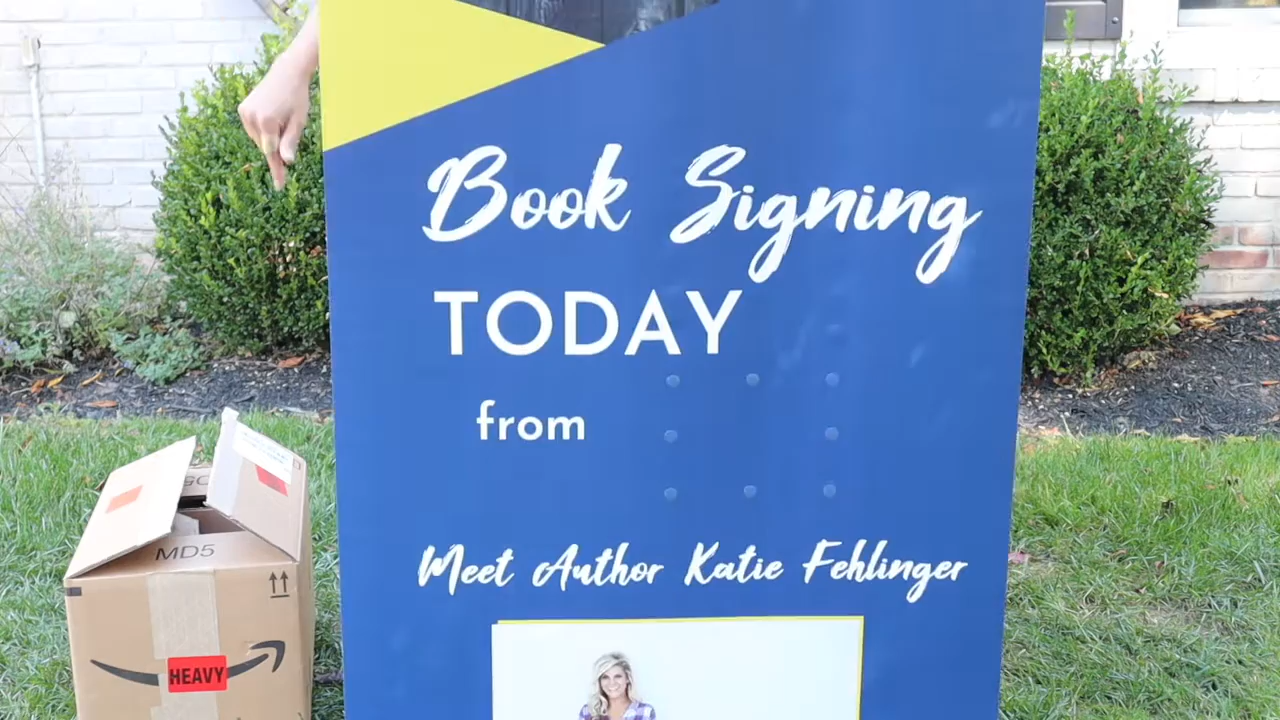 Book Signing
TODAY
from
Meet Author Katie Fehlinger
MD5
HEAVY